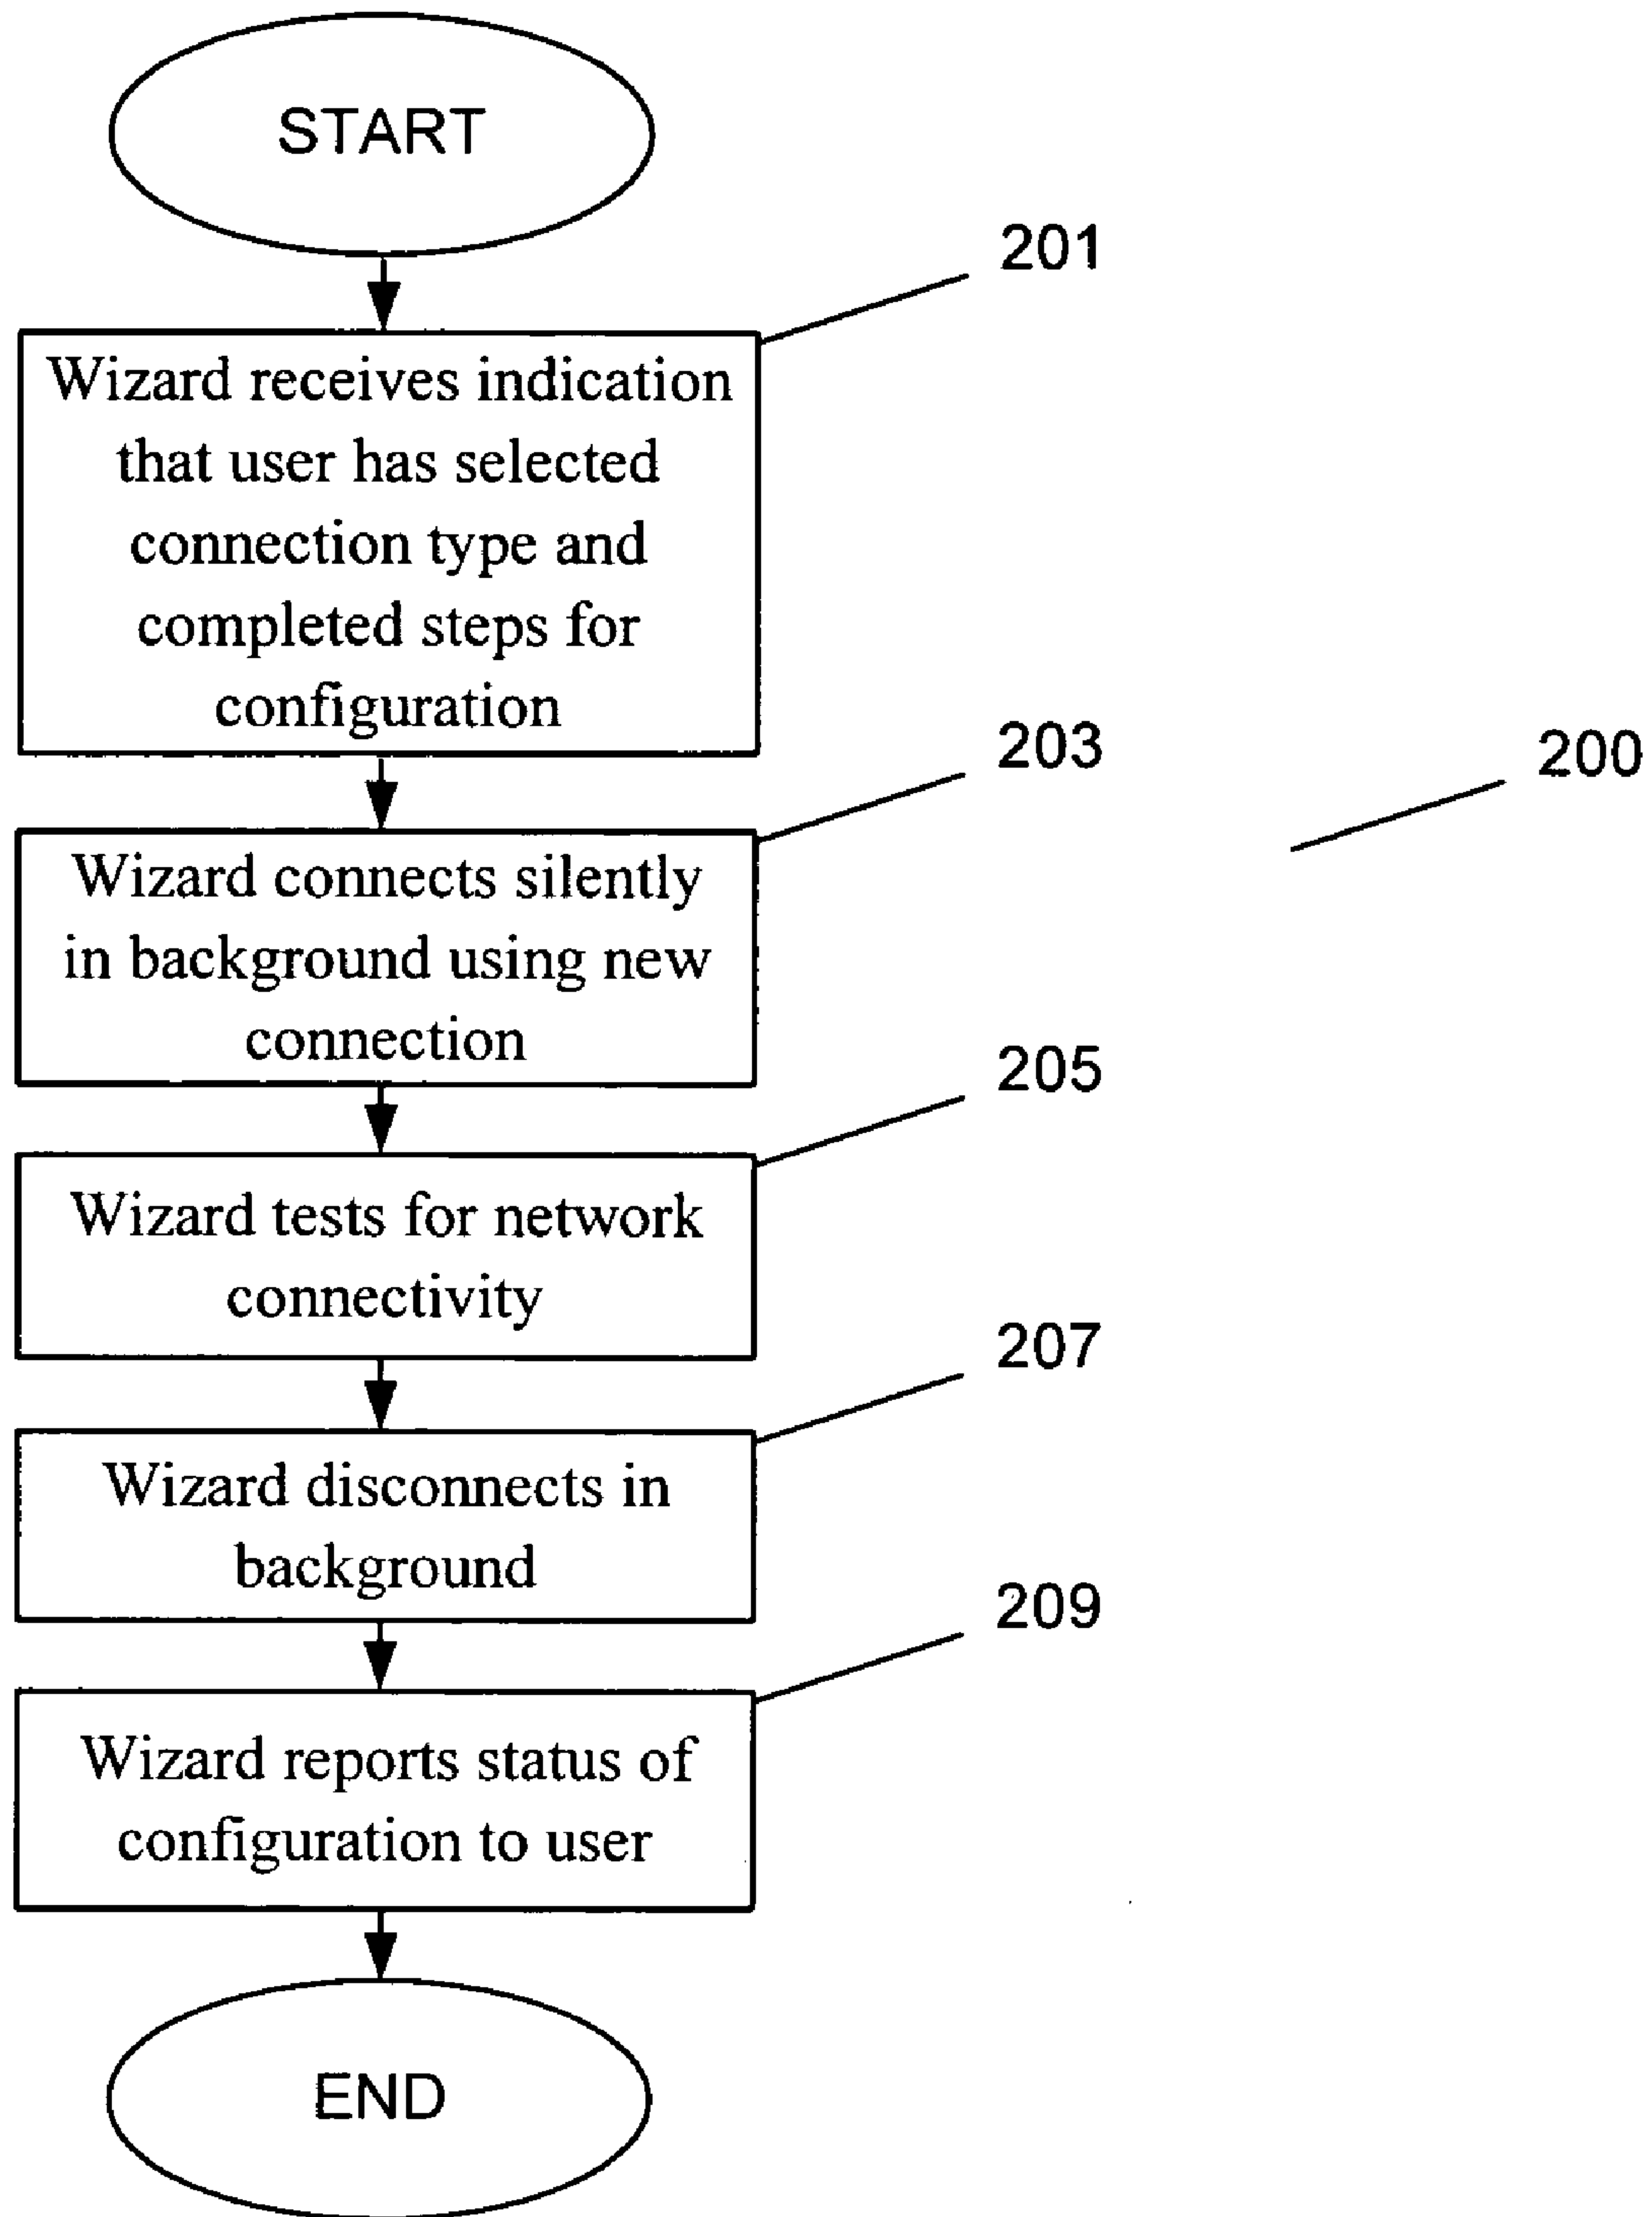 START
201
Wizard receives indication
that user has selected
connection type and
completed steps for
configuration
203
200
Wizard connects silently
in background using new
connection
205
Wizard tests for network
connectivity
207
Wizard disconnects in
background
209
Wizard reports status of
configuration to user
END